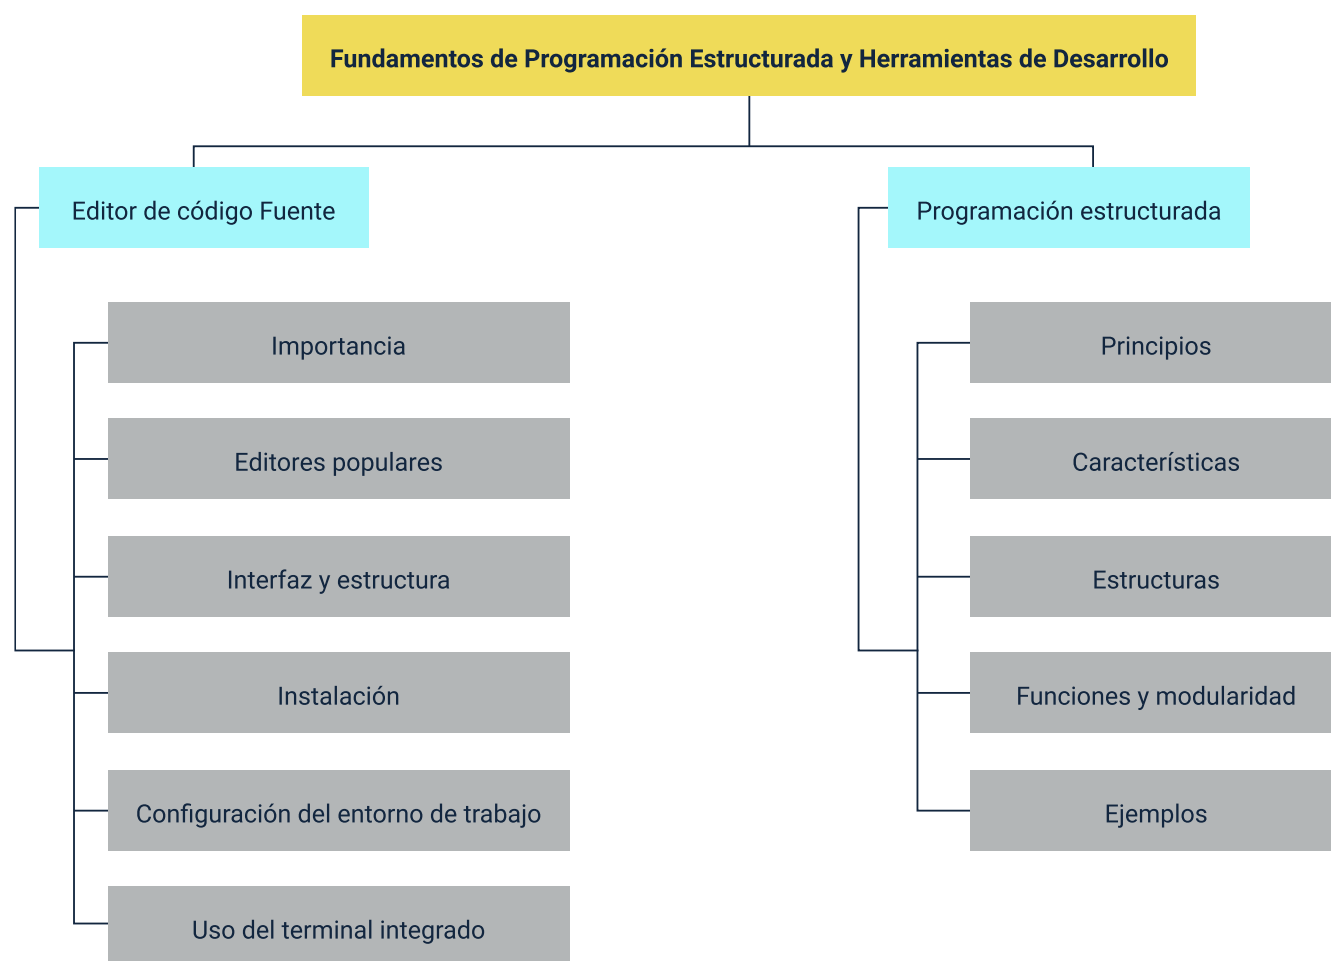 Fundamentos de Programación Estructurada y Herramientas de Desarrollo
Editor de código Fuente
Importancia
Editores populares
Interfaz y estructura
Instalación
Configuración del entorno de trabajo
Uso del terminal integrado
Programación estructurada
Principios
Características
Estructuras
Funciones y modularidad
Ejemplos